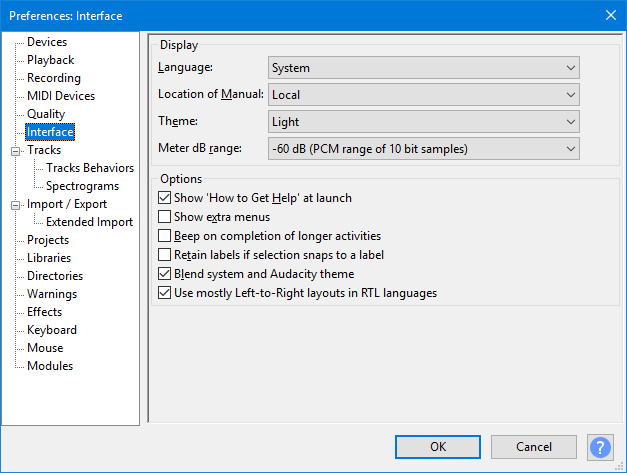 Preferences: Interface
Devices
Playback
Recording
MIDI Devices
Quality
Interface
Tracks
Tracks Behaviors
Spectrograms
Import / Export
Extended Import
Projects
Libraries
Directories
Warnings
Effects
Keyboard
Mouse
Modules
Display
Language: System
Location of Manual: Local
Theme: Light
Meter dB range: -60 dB (PCM range of 10 bit samples)
Options
Show 'How to Get Help' at launch
Show extra menus
Beep on completion of longer activities
Retain labels if selection snaps to a label
Blend system and Audacity theme
Use mostly Left-to-Right layouts in RTL languages
OK Cancel ?